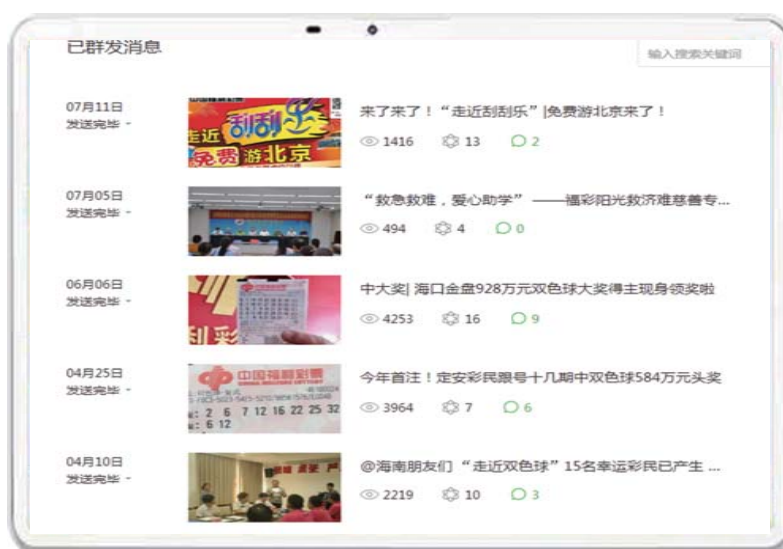 已群发消息
输入搜索关键词
07月11日
发送完毕
走近刮刮乐
免费游北京
来了来了！“走近刮刮乐”|免费游北京来了！
1416 13 2
07月05日
发送完毕
“救急救难，爱心助学” ——福彩阳光救济难慈善专...
494 4 0
06月06日
发送完毕
利彩
中大奖| 海口金盘928万元双色球大奖得主现身领奖啦
4253 16 9
04月25日
发送完毕
中国福利彩票
2 6 7 12 16 22 25 32
6 12
今年首注！定安彩民跟号十几期中双色球584万元头奖
3964 7 6
04月10日
发送完毕
@海南朋友们 “走近双色球”15名幸运彩民已产生 ...
2219 10 3